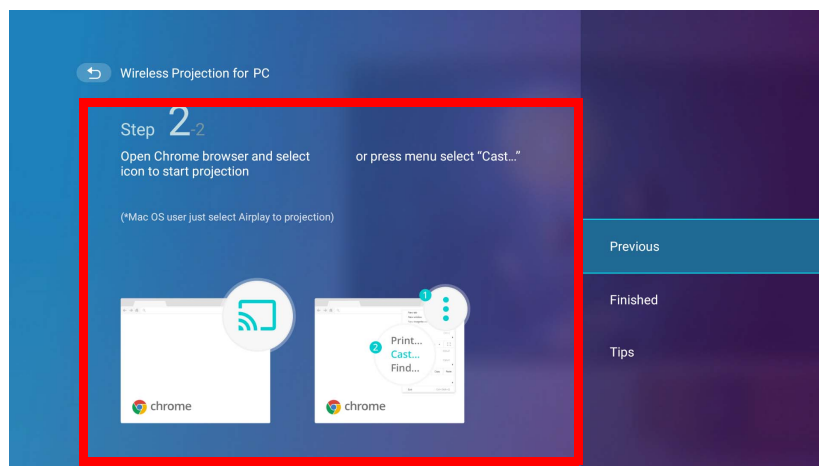 Wireless Projection for PC
Step 2-2
Open Chrome browser and select
icon to start projection
or press menu select “Cast...”
(*Mac OS user just select Airplay to projection)
Previous
Finished
Tips
1
2
Print...
Cast...
Find...
chrome
chrome